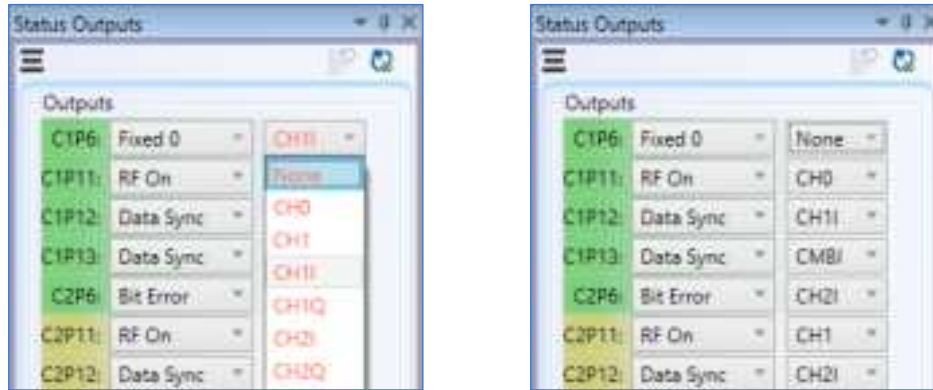 Status Outputs
Outputs
C1P6: Fixed 0 CH1I
C1P11: RF On None
C1P12: Data Sync CH0
CH1
C1P13: Data Sync CH1I
C2P6: Bit Error CH1Q
C2P11: RF On CH2I
C2P12: Data Sync CH2Q
Status Outputs
Outputs
C1P6: Fixed 0 None
C1P11: RF On CH0
C1P12: Data Sync CH1I
C1P13: Data Sync CMBI
C2P6: Bit Error CH2I
C2P11: RF On CH1
C2P12: Data Sync CH2I